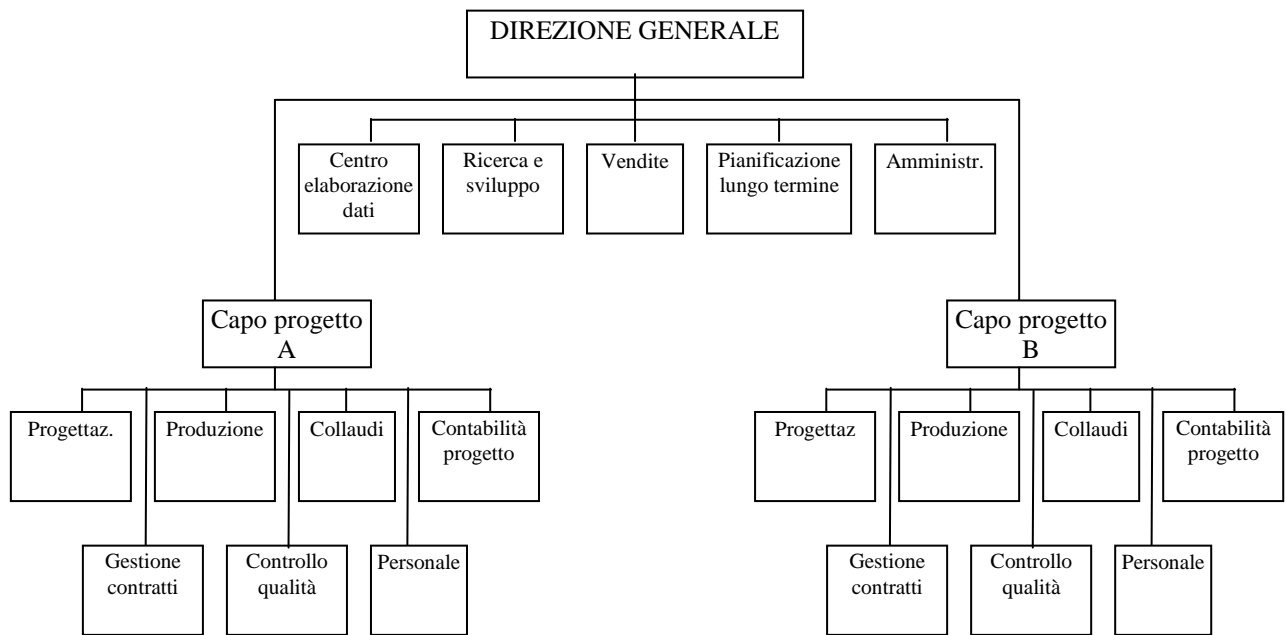 DIREZIONE GENERALE
Centro
elaborazione
dati
Ricerca e
sviluppo
Vendite
Pianificazione
lungo termine
Amministr.
Capo progetto
A
Capo progetto
B
Progettaz.
Produzione
Collaudi
Contabilità
progetto
Gestione
contratti
Controllo
qualità
Personale
Progettaz
Produzione
Collaudi
Contabilità
progetto
Gestione
contratti
Controllo
qualità
Personale